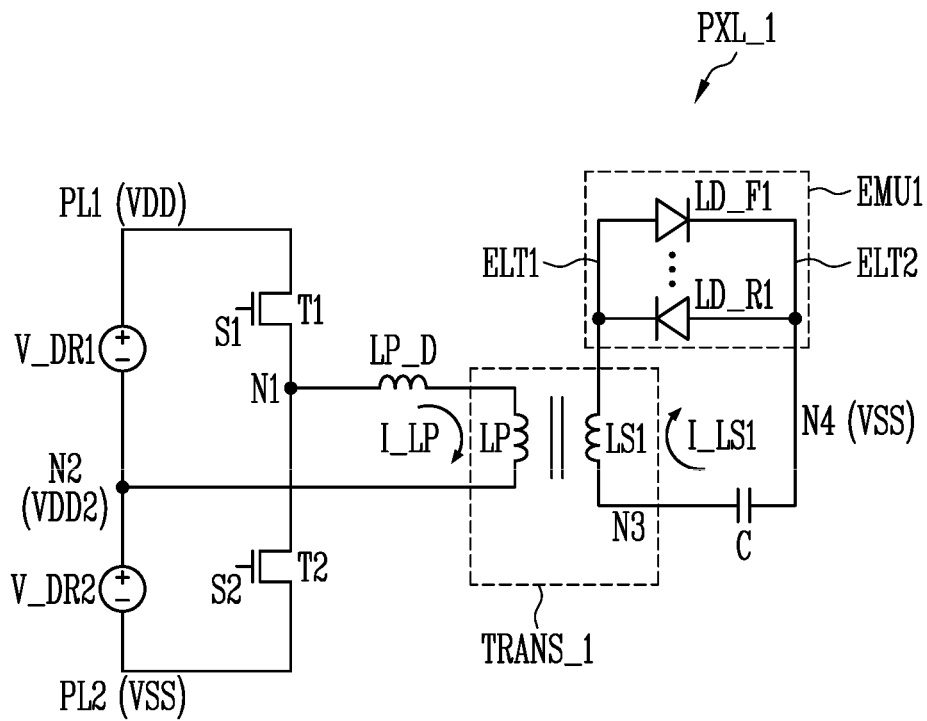 PXL_1
PL1 (VDD)
LD_F1
EMU1
ELT1
ELT2
LD_R1
S1
T1
V_DR1
LP_D
N1
I_LP
LP
LS1
I_LS1
N4 (VSS)
N2
(VDD2)
N3
C
S2
T2
V_DR2
TRANS_1
PL2 (VSS)